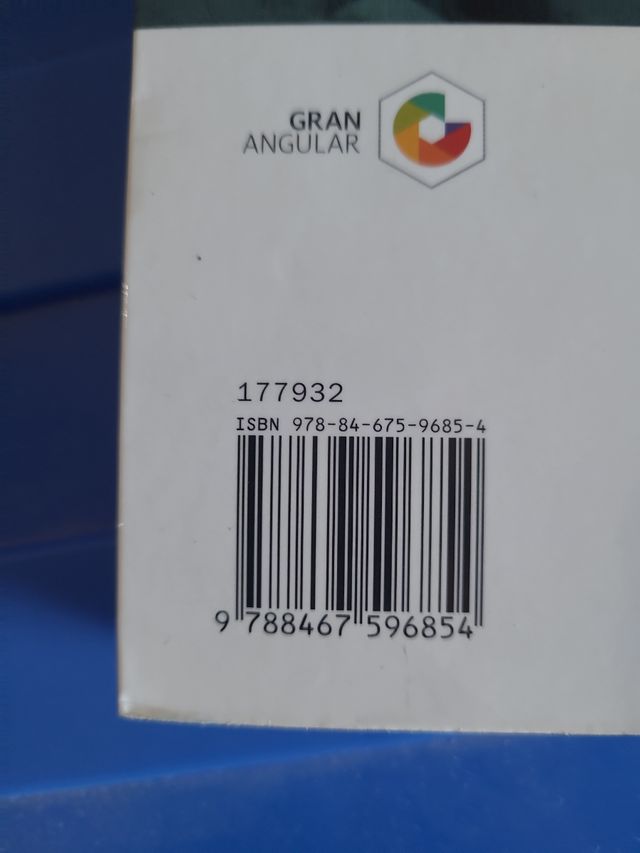 GRAN
ANGULAR
177932
ISBN 978-84-675-9685-4
9 788467 596854